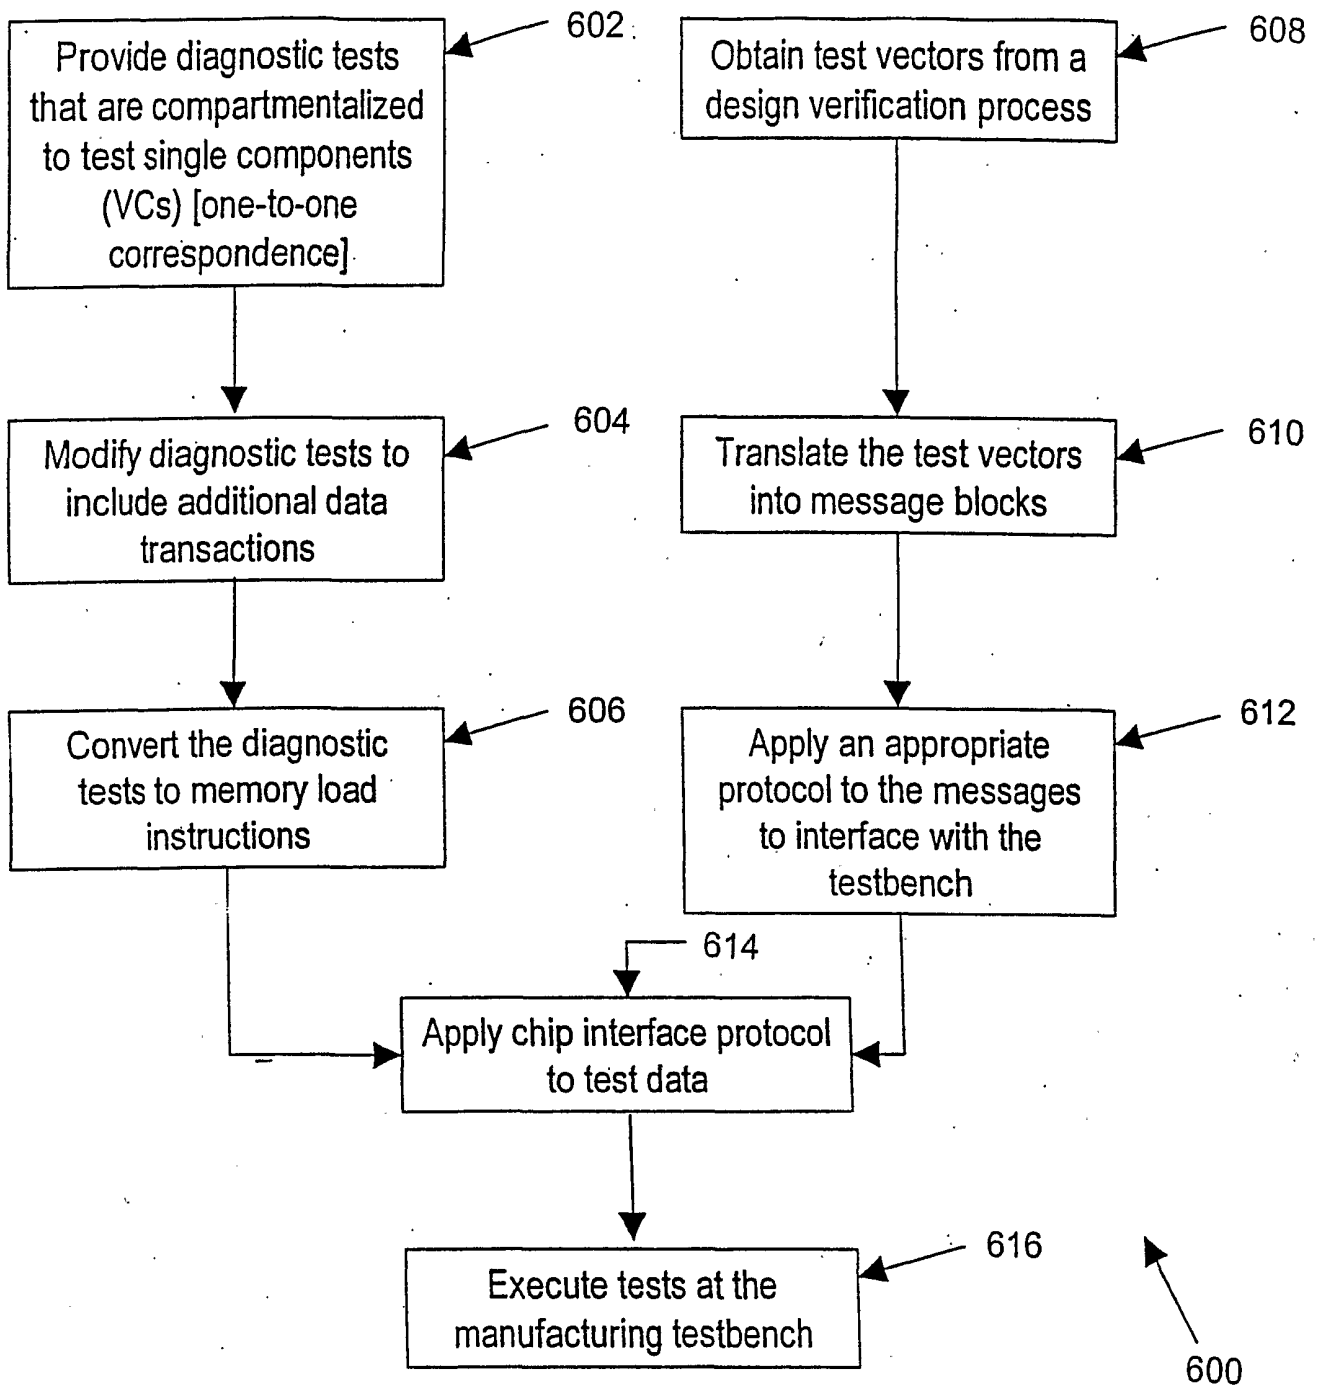 Provide diagnostic tests
that are compartmentalized
to test single components
(VCs) [one-to-one
correspondence]
602
Modify diagnostic tests to
include additional data
transactions
604
Convert the diagnostic
tests to memory load
instructions
606
Obtain test vectors from a
design verification process
608
Translate the test vectors
into message blocks
610
Apply an appropriate
protocol to the messages
to interface with the
testbench
612
614
Apply chip interface protocol
to test data
Execute tests at the
manufacturing testbench
616
600